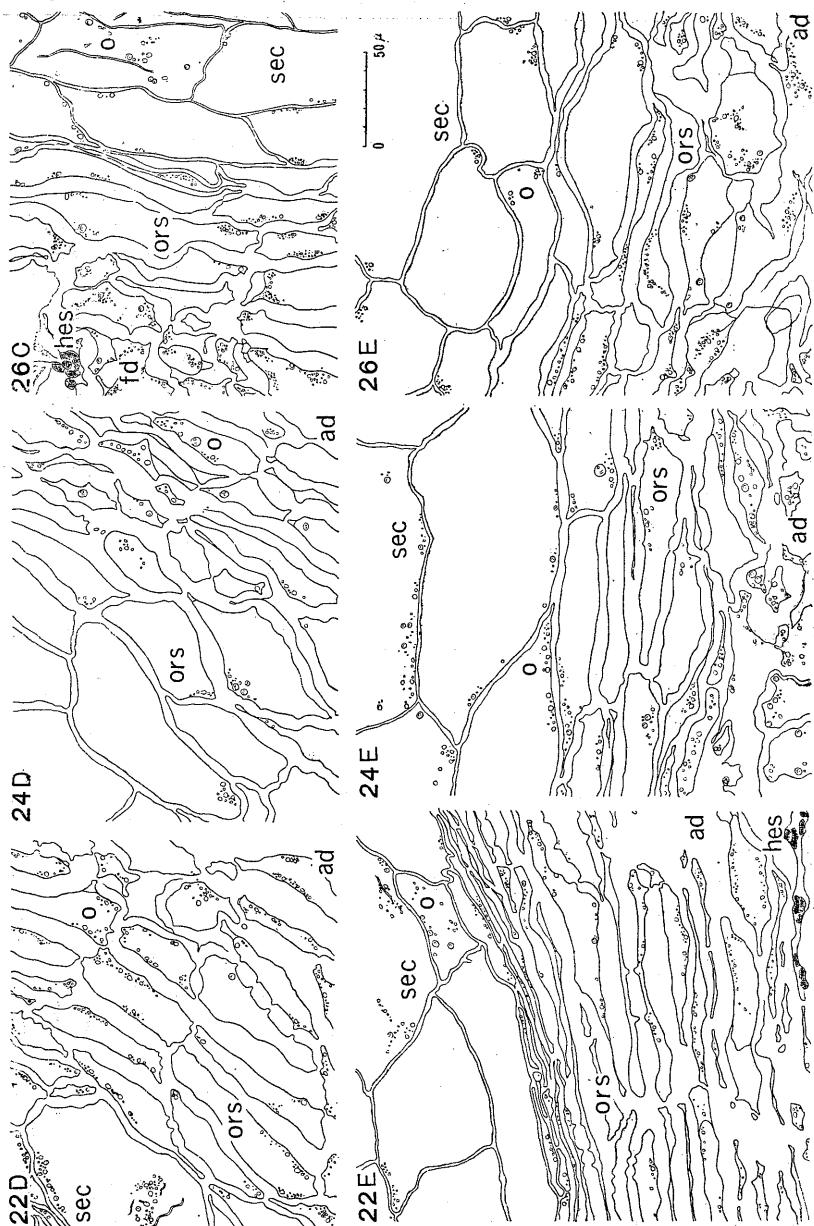 22D
sec
ors
o
ad
24D
ors
o
ad
26C
hes
fd
ors
o
sec
22E
sec
o
ors
ad
hes
24E
sec
o
ors
ad
26E
sec
0 50 μ
o
ors
ad